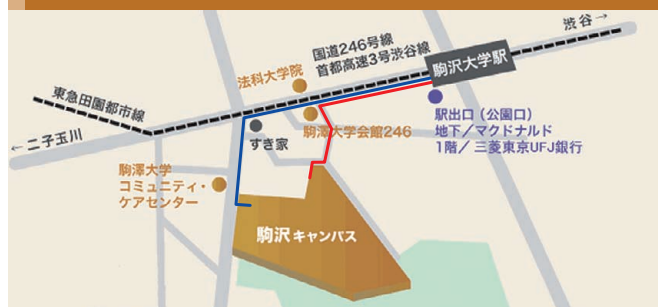 渋谷→
国道246号線
首都高速3号渋谷線
駒沢大学駅
法科大学院
東急田園都市線
←二子玉川
すき家
駒澤大学会館246
駅出口（公園口）
地下／マクドナルド
1階／三菱東京UFJ銀行
駒澤大学
コミュニティ・
ケアセンター
駒沢キャンパス